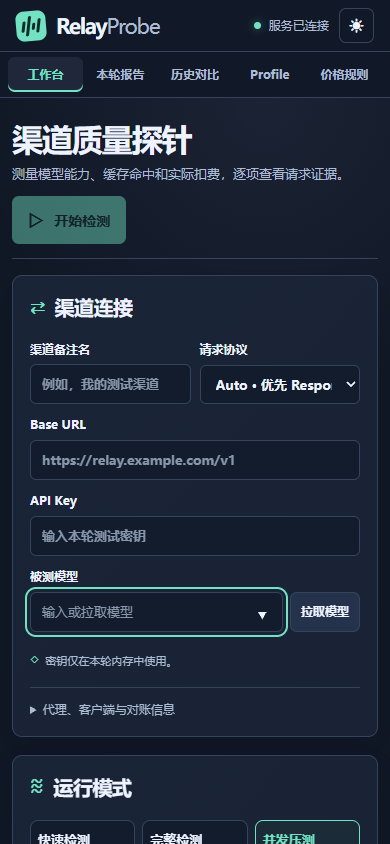 RelayProbe
服务已连接
工作台 本轮报告 历史对比 Profile 价格规则
渠道质量探针
测量模型能力、缓存命中和实际扣费，逐项查看请求证据。
开始检测
渠道连接
渠道备注名 请求协议
例如，我的测试渠道 Auto • 优先 Respo
Base URL
https://relay.example.com/v1
API Key
输入本轮测试密钥
被测模型
输入或拉取模型 拉取模型
密钥仅在本轮内存中使用。
代理、客户端与对账信息
运行模式
快速检测 完整检测 并发压测